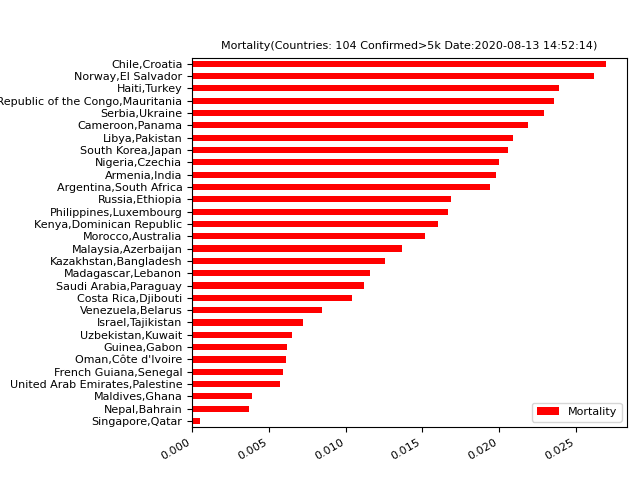 Mortality(Countries: 104 Confirmed>5k Date:2020-08-13 14:52:14)
Chile,Croatia
Norway,El Salvador
Haiti,Turkey
Republic of the Congo,Mauritania
Serbia,Ukraine
Cameroon,Panama
Libya,Pakistan
South Korea,Japan
Nigeria,Czechia
Armenia,India
Argentina,South Africa
Russia,Ethiopia
Philippines,Luxembourg
Kenya,Dominican Republic
Morocco,Australia
Malaysia,Azerbaijan
Kazakhstan,Bangladesh
Madagascar,Lebanon
Saudi Arabia,Paraguay
Costa Rica,Djibouti
Venezuela,Belarus
Israel,Tajikistan
Uzbekistan,Kuwait
Guinea,Gabon
Oman,Côte d'Ivoire
French Guiana,Senegal
United Arab Emirates,Palestine
Maldives,Ghana
Nepal,Bahrain
Singapore,Qatar
Mortality
0.000 0.005 0.010 0.015 0.020 0.025